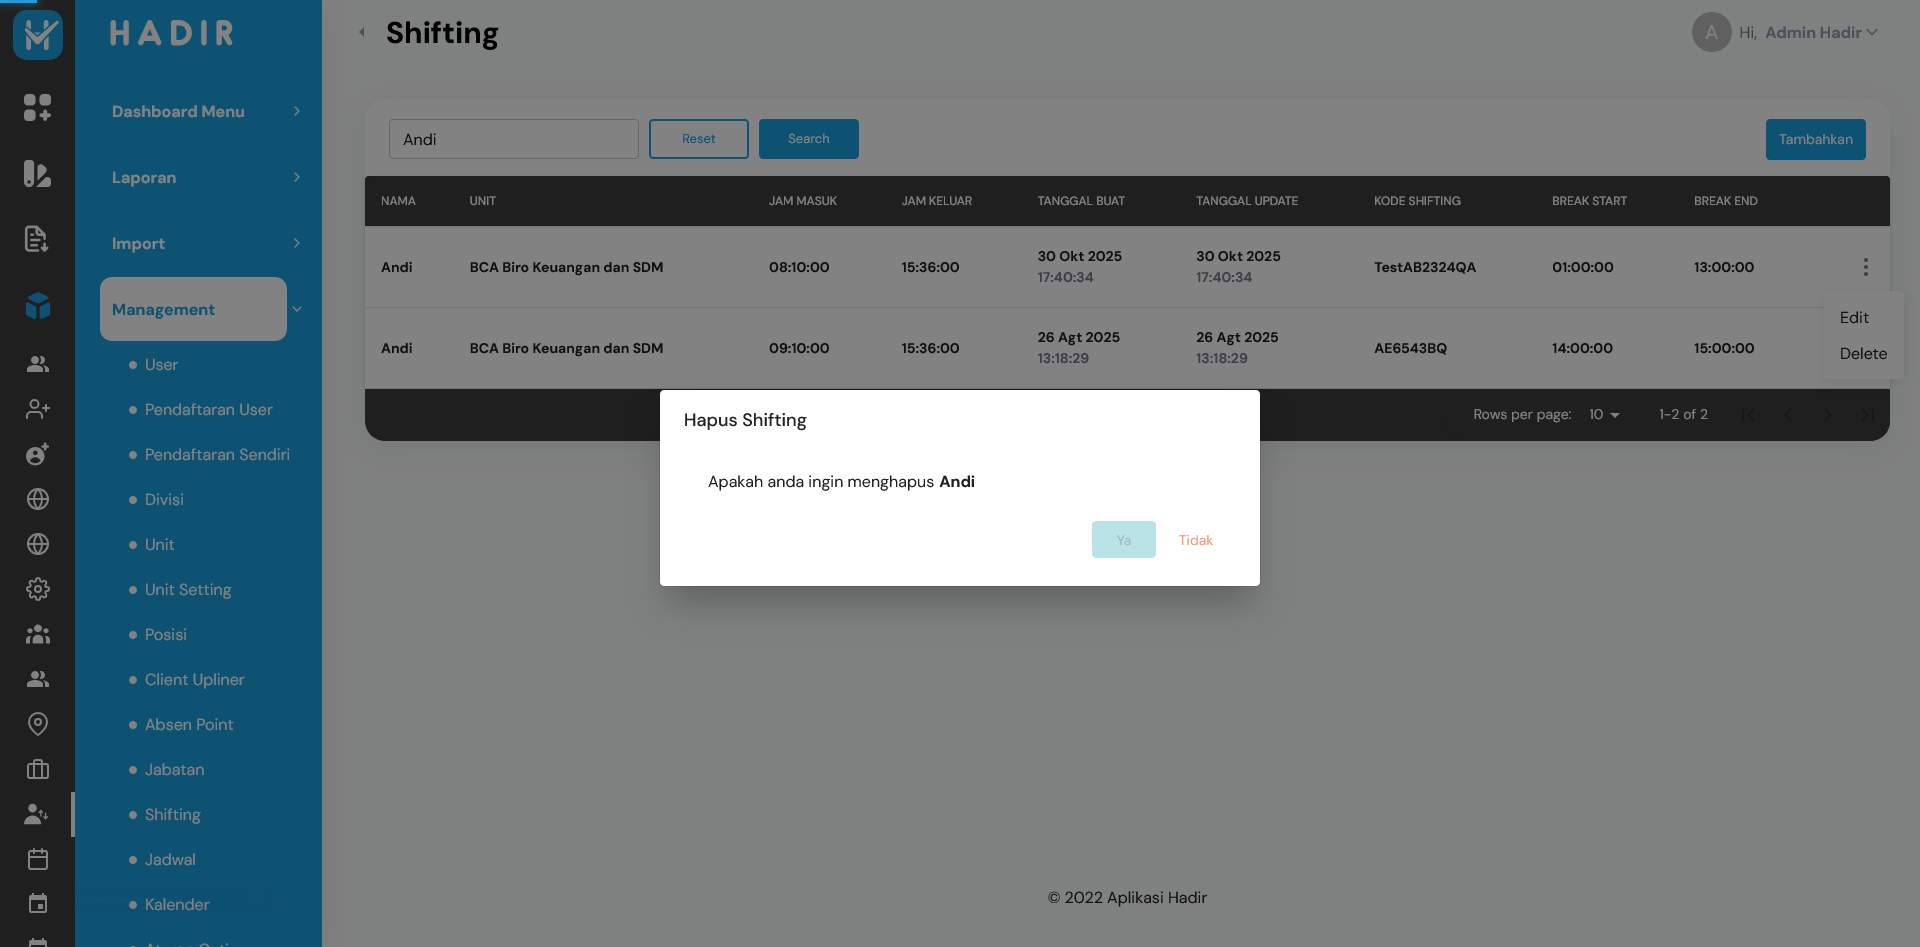 HADIR
Shifting
A
Hi, Admin Hadir
Dashboard Menu
Laporan
Import
Management
User
Pendaftaran User
Pendaftaran Sendiri
Divisi
Unit
Unit Setting
Posisi
Client Upliner
Absen Point
Jabatan
Shifting
Jadwal
Kalender
Andi
Reset
Search
Tambahkan
NAMA UNIT JAM MASUK JAM KELUAR TANGGAL BUAT TANGGAL UPDATE KODE SHIFTING BREAK START BREAK END
Andi BCA Biro Keuangan dan SDM 08:10:00 15:36:00 30 Okt 2025 30 Okt 2025 TestAB2324QA 01:00:00 13:00:00
17:40:34 17:40:34
Edit
Delete
Andi BCA Biro Keuangan dan SDM 09:10:00 15:36:00 26 Agt 2025 26 Agt 2025 AE6543BQ 14:00:00 15:00:00
13:18:29 13:18:29
Rows per page: 10 1-2 of 2
Hapus Shifting
Apakah anda ingin menghapus Andi
Ya
Tidak
© 2022 Aplikasi Hadir